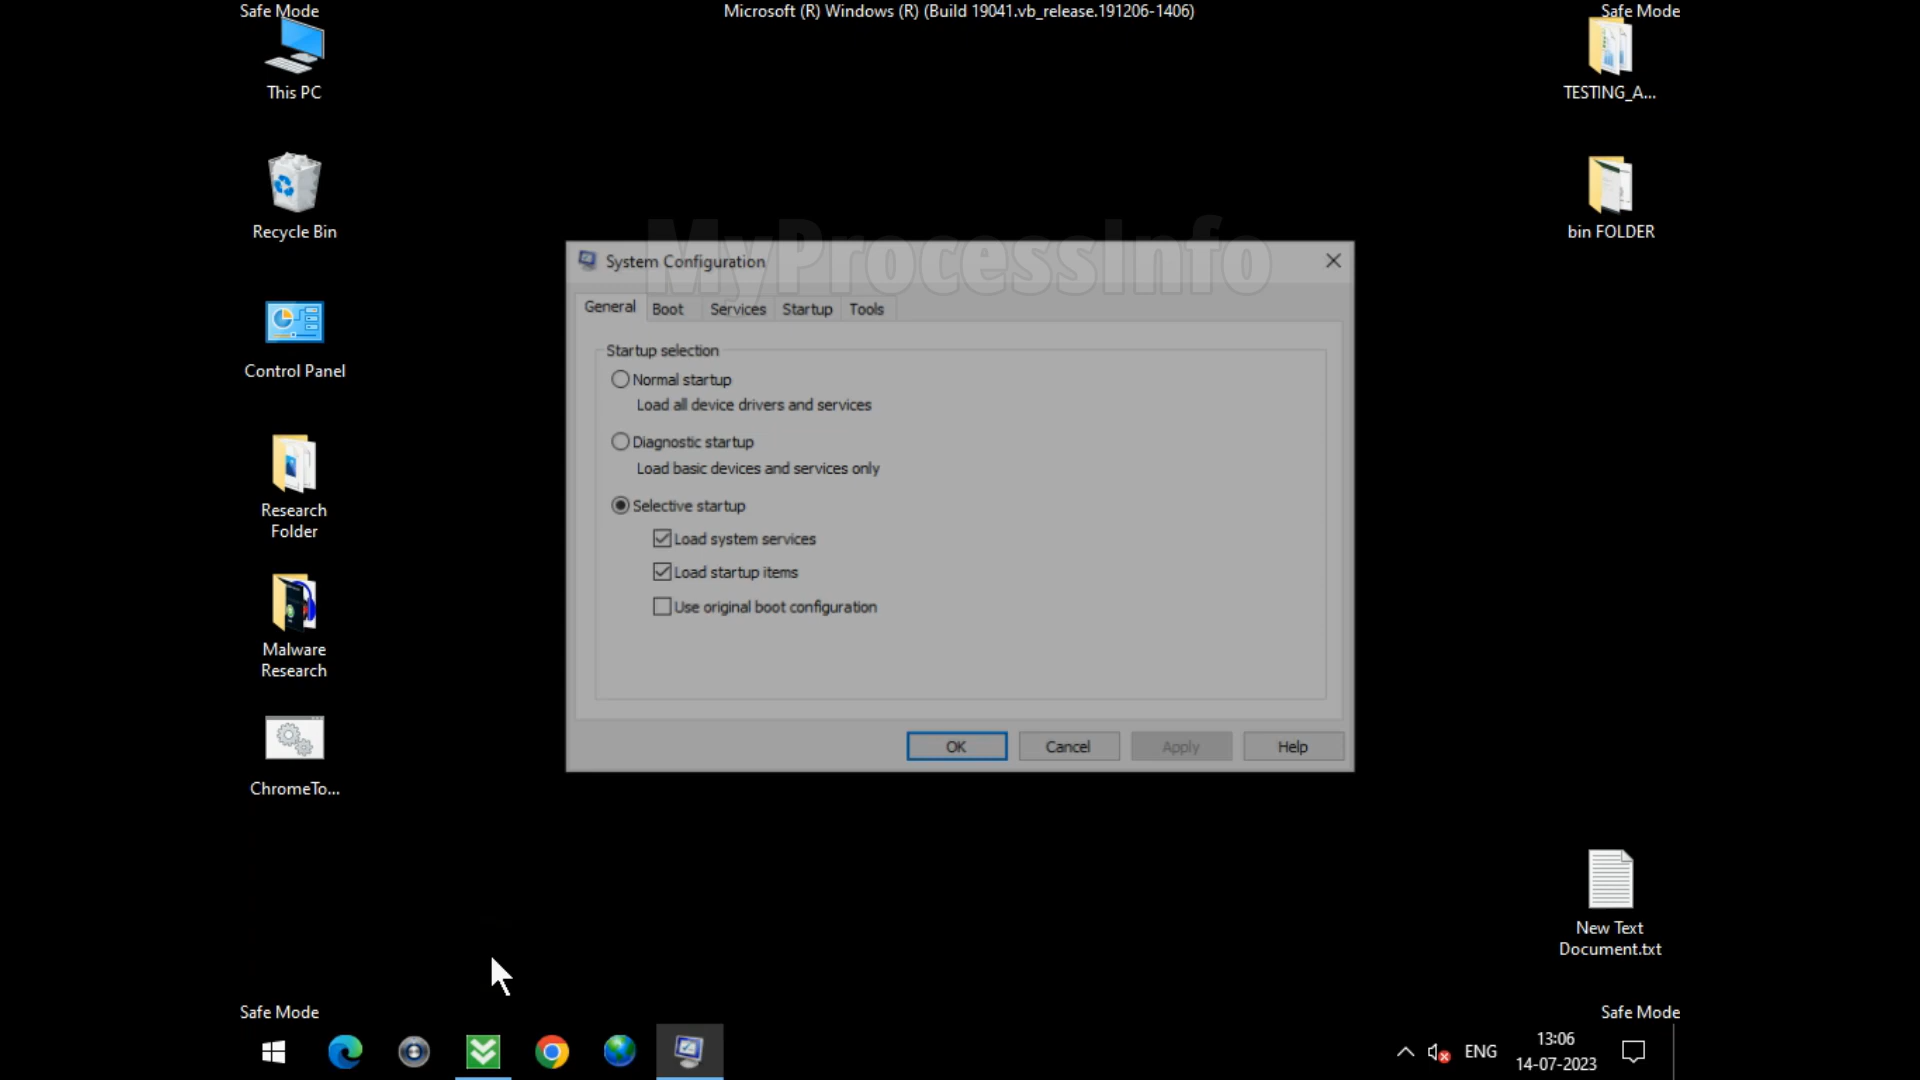 Safe Mode
Microsoft (R) Windows (R) (Build 19041.vb_release.191206-1406)
Safe Mode
This PC
TESTING_A...
Recycle Bin
bin FOLDER
MyProcessInfo
System Configuration
General Boot Services Startup Tools
Startup selection
Normal startup
Load all device drivers and services
Diagnostic startup
Load basic devices and services only
Selective startup
Load system services
Load startup items
Use original boot configuration
OK Cancel Apply Help
Control Panel
Research
Folder
Malware
Research
ChromeTo...
New Text
Document.txt
Safe Mode
Safe Mode
ENG
13:06
14-07-2023